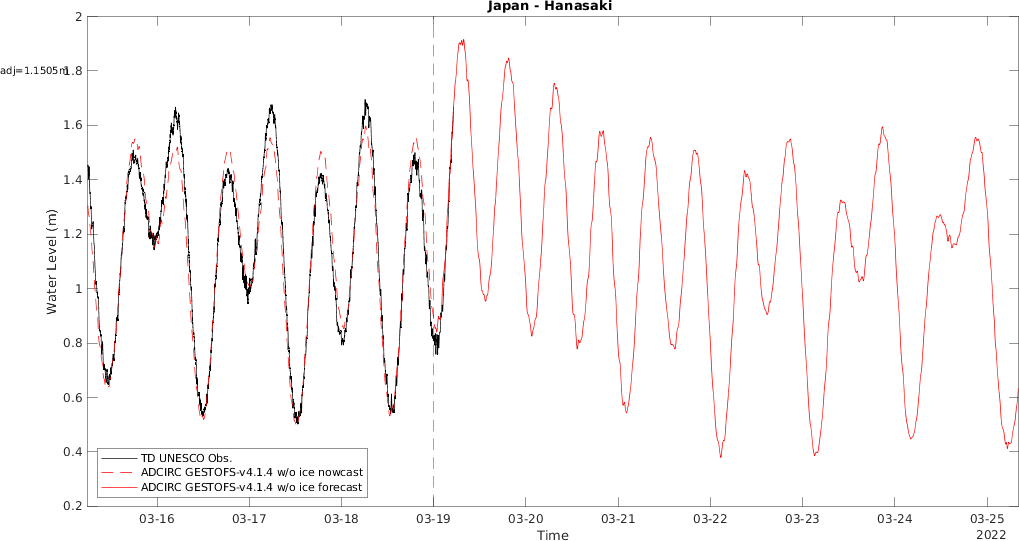 Japan - Hanasaki
adj=1.1505m
2
1.8
1.6
1.4
1.2
1
0.8
0.6
0.4
0.2
Water Level (m)
TD UNESCO Obs.
ADCIRC GESTOFS-v4.1.4 w/o ice nowcast
ADCIRC GESTOFS-v4.1.4 w/o ice forecast
03-16 03-17 03-18 03-19 03-20 03-21 03-22 03-23 03-24 03-25
Time
2022